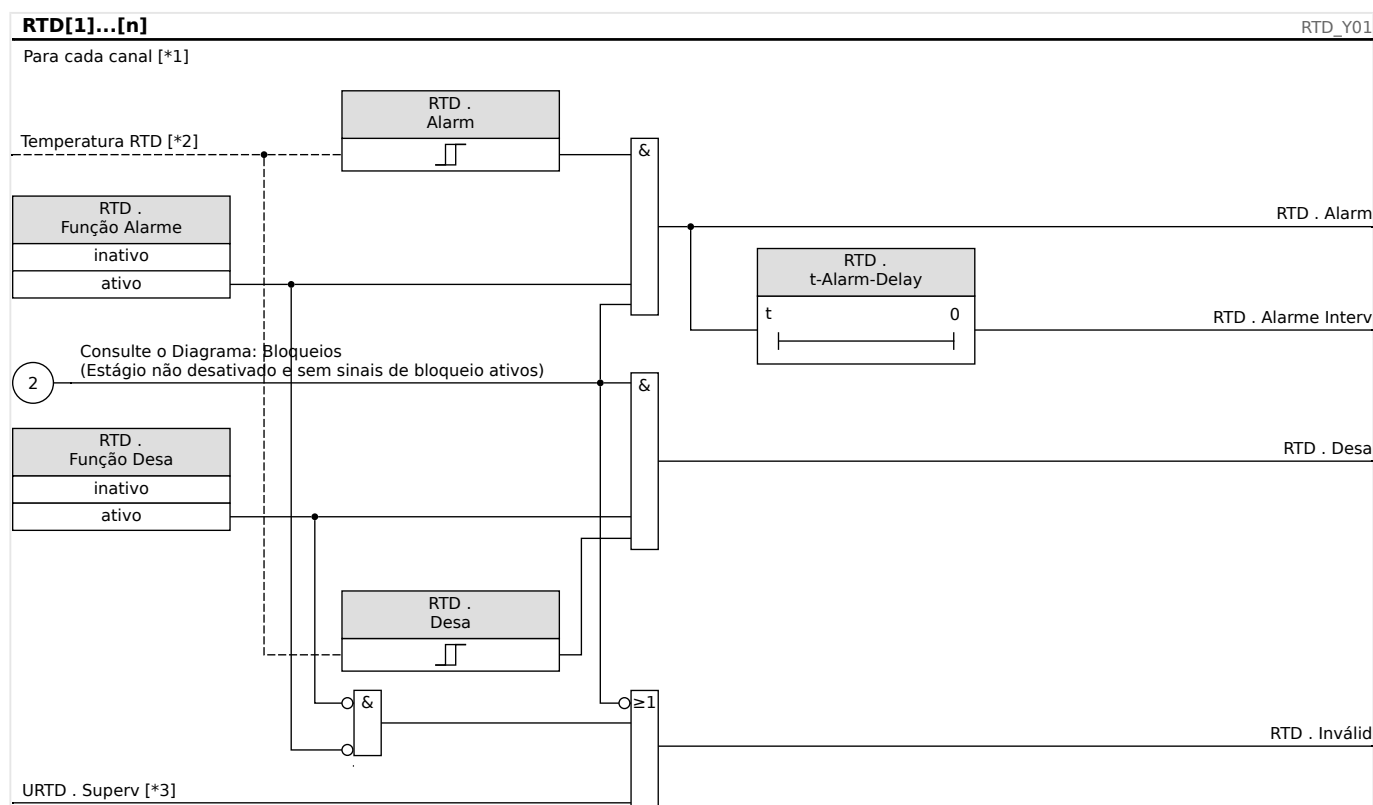 RTD[1]...[n]
RTD_Y01
Para cada canal [*1]
RTD .
Alarm
Temperatura RTD [*2]
&
RTD .
Função Alarme
inativo
ativo
RTD . Alarm
RTD .
t-Alarm-Delay
t 0
RTD . Alarme Interv
Consulte o Diagrama: Bloqueios
(Estágio não desativado e sem sinais de bloqueio ativos)
2
&
RTD .
Função Desa
inativo
ativo
RTD . Desa
RTD .
Desa
&
≥1
RTD . Inválid
URTD . Superv [*3]